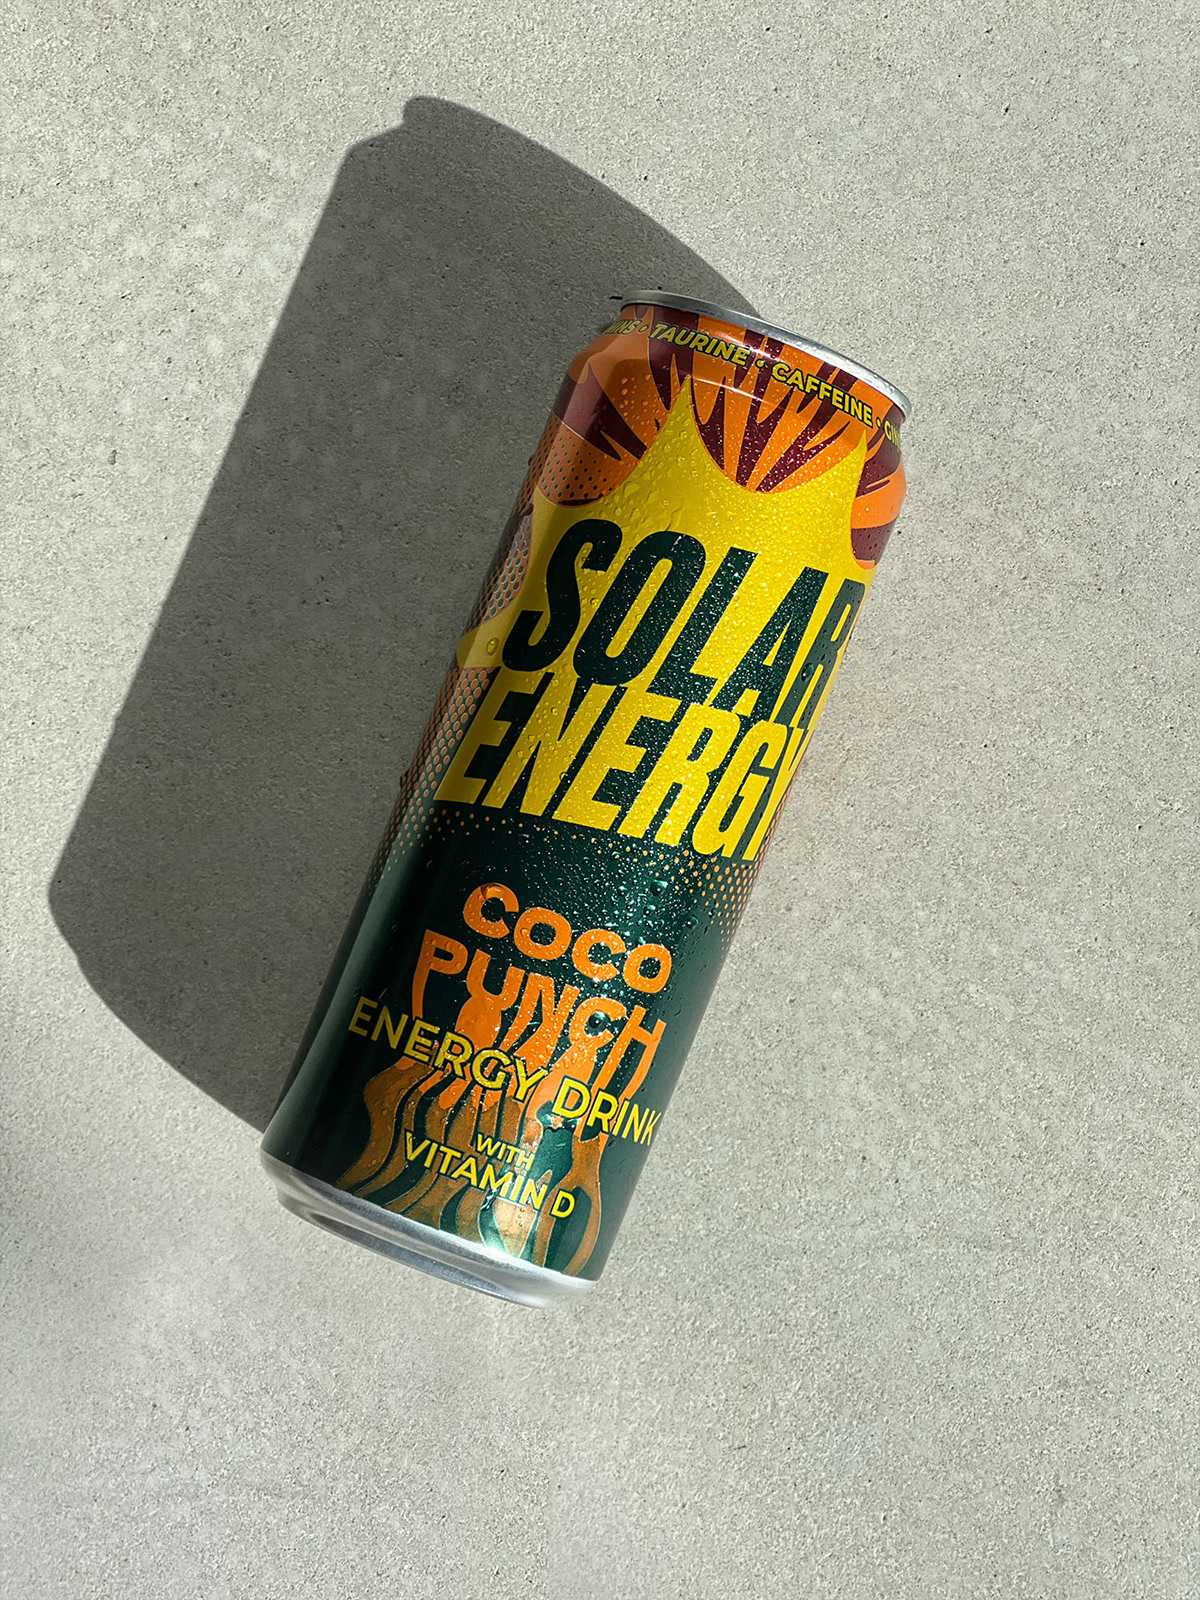 TAURINE • CAFFEINE •
SOLAR
ENERGY
COCO
PUNCH
ENERGY DRINK
WITH
VITAMIN D